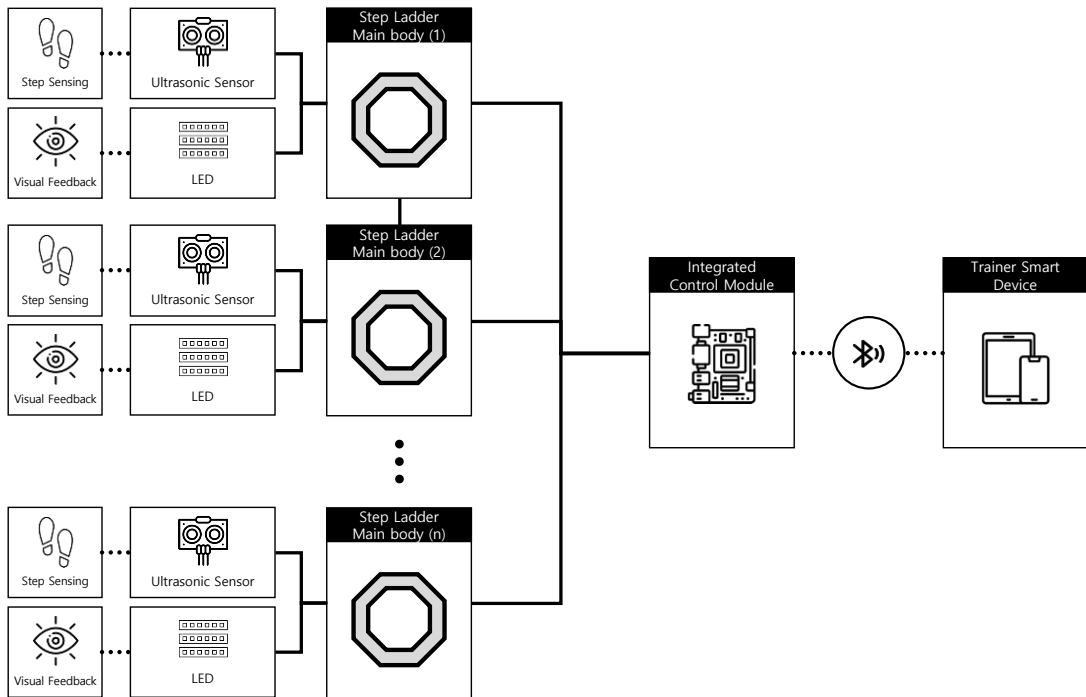 Step Ladder
Main body (1)
Step Sensing
Ultrasonic Sensor
Visual Feedback
LED
Step Ladder
Main body (2)
Step Sensing
Ultrasonic Sensor
Visual Feedback
LED
Integrated
Control Module
Trainer Smart
Device
Step Ladder
Main body (n)
Step Sensing
Ultrasonic Sensor
Visual Feedback
LED